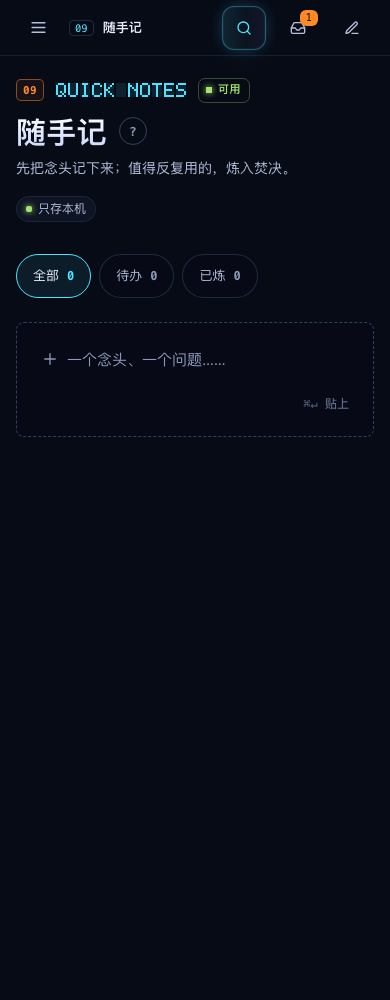 09 随手记
1
09 QUICK NOTES 可用
随手记 ?
先把念头记下来；值得反复用的，炼入焚决。
只存本机
全部 0 待办 0 已炼 0
+ 一个念头、一个问题……
⌘↵ 贴上